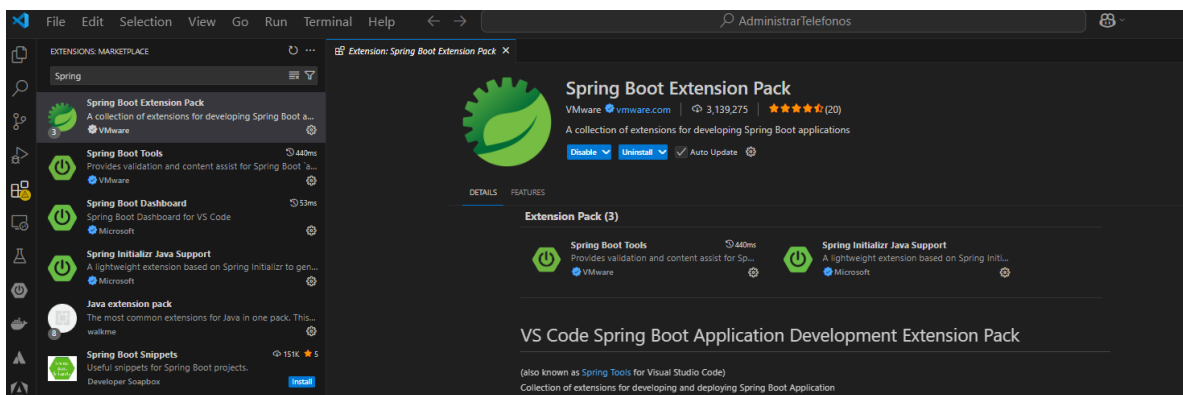 File Edit Selection View Go Run Terminal Help
AdministrarTelefonos
EXTENSIONS: MARKETPLACE
Spring
Spring Boot Extension Pack
A collection of extensions for developing Spring Boot a...
VMware
3
Spring Boot Tools 440ms
Provides validation and content assist for Spring Boot `a...
VMware
Spring Boot Dashboard 53ms
Spring Boot Dashboard for VS Code
Microsoft
Spring Initializr Java Support
A lightweight extension based on Spring Initializr to gen...
Microsoft
Java extension pack
The most common extensions for Java in one pack. This...
walkme
8
Spring Boot Snippets 151K 5
Useful snippets for Spring Boot projects.
Developer Soapbox Install
Extension: Spring Boot Extension Pack
Spring Boot Extension Pack
VMware vmware.com 3,139,275 (20)
A collection of extensions for developing Spring Boot applications
Disable Uninstall Auto Update
DETAILS FEATURES
Extension Pack (3)
Spring Boot Tools 440ms
Provides validation and content assist for Sp...
VMware
Spring Initializr Java Support
A lightweight extension based on Spring Initi...
Microsoft
VS Code Spring Boot Application Development Extension Pack
(also known as Spring Tools for Visual Studio Code)
Collection of extensions for developing and deploying Spring Boot Application